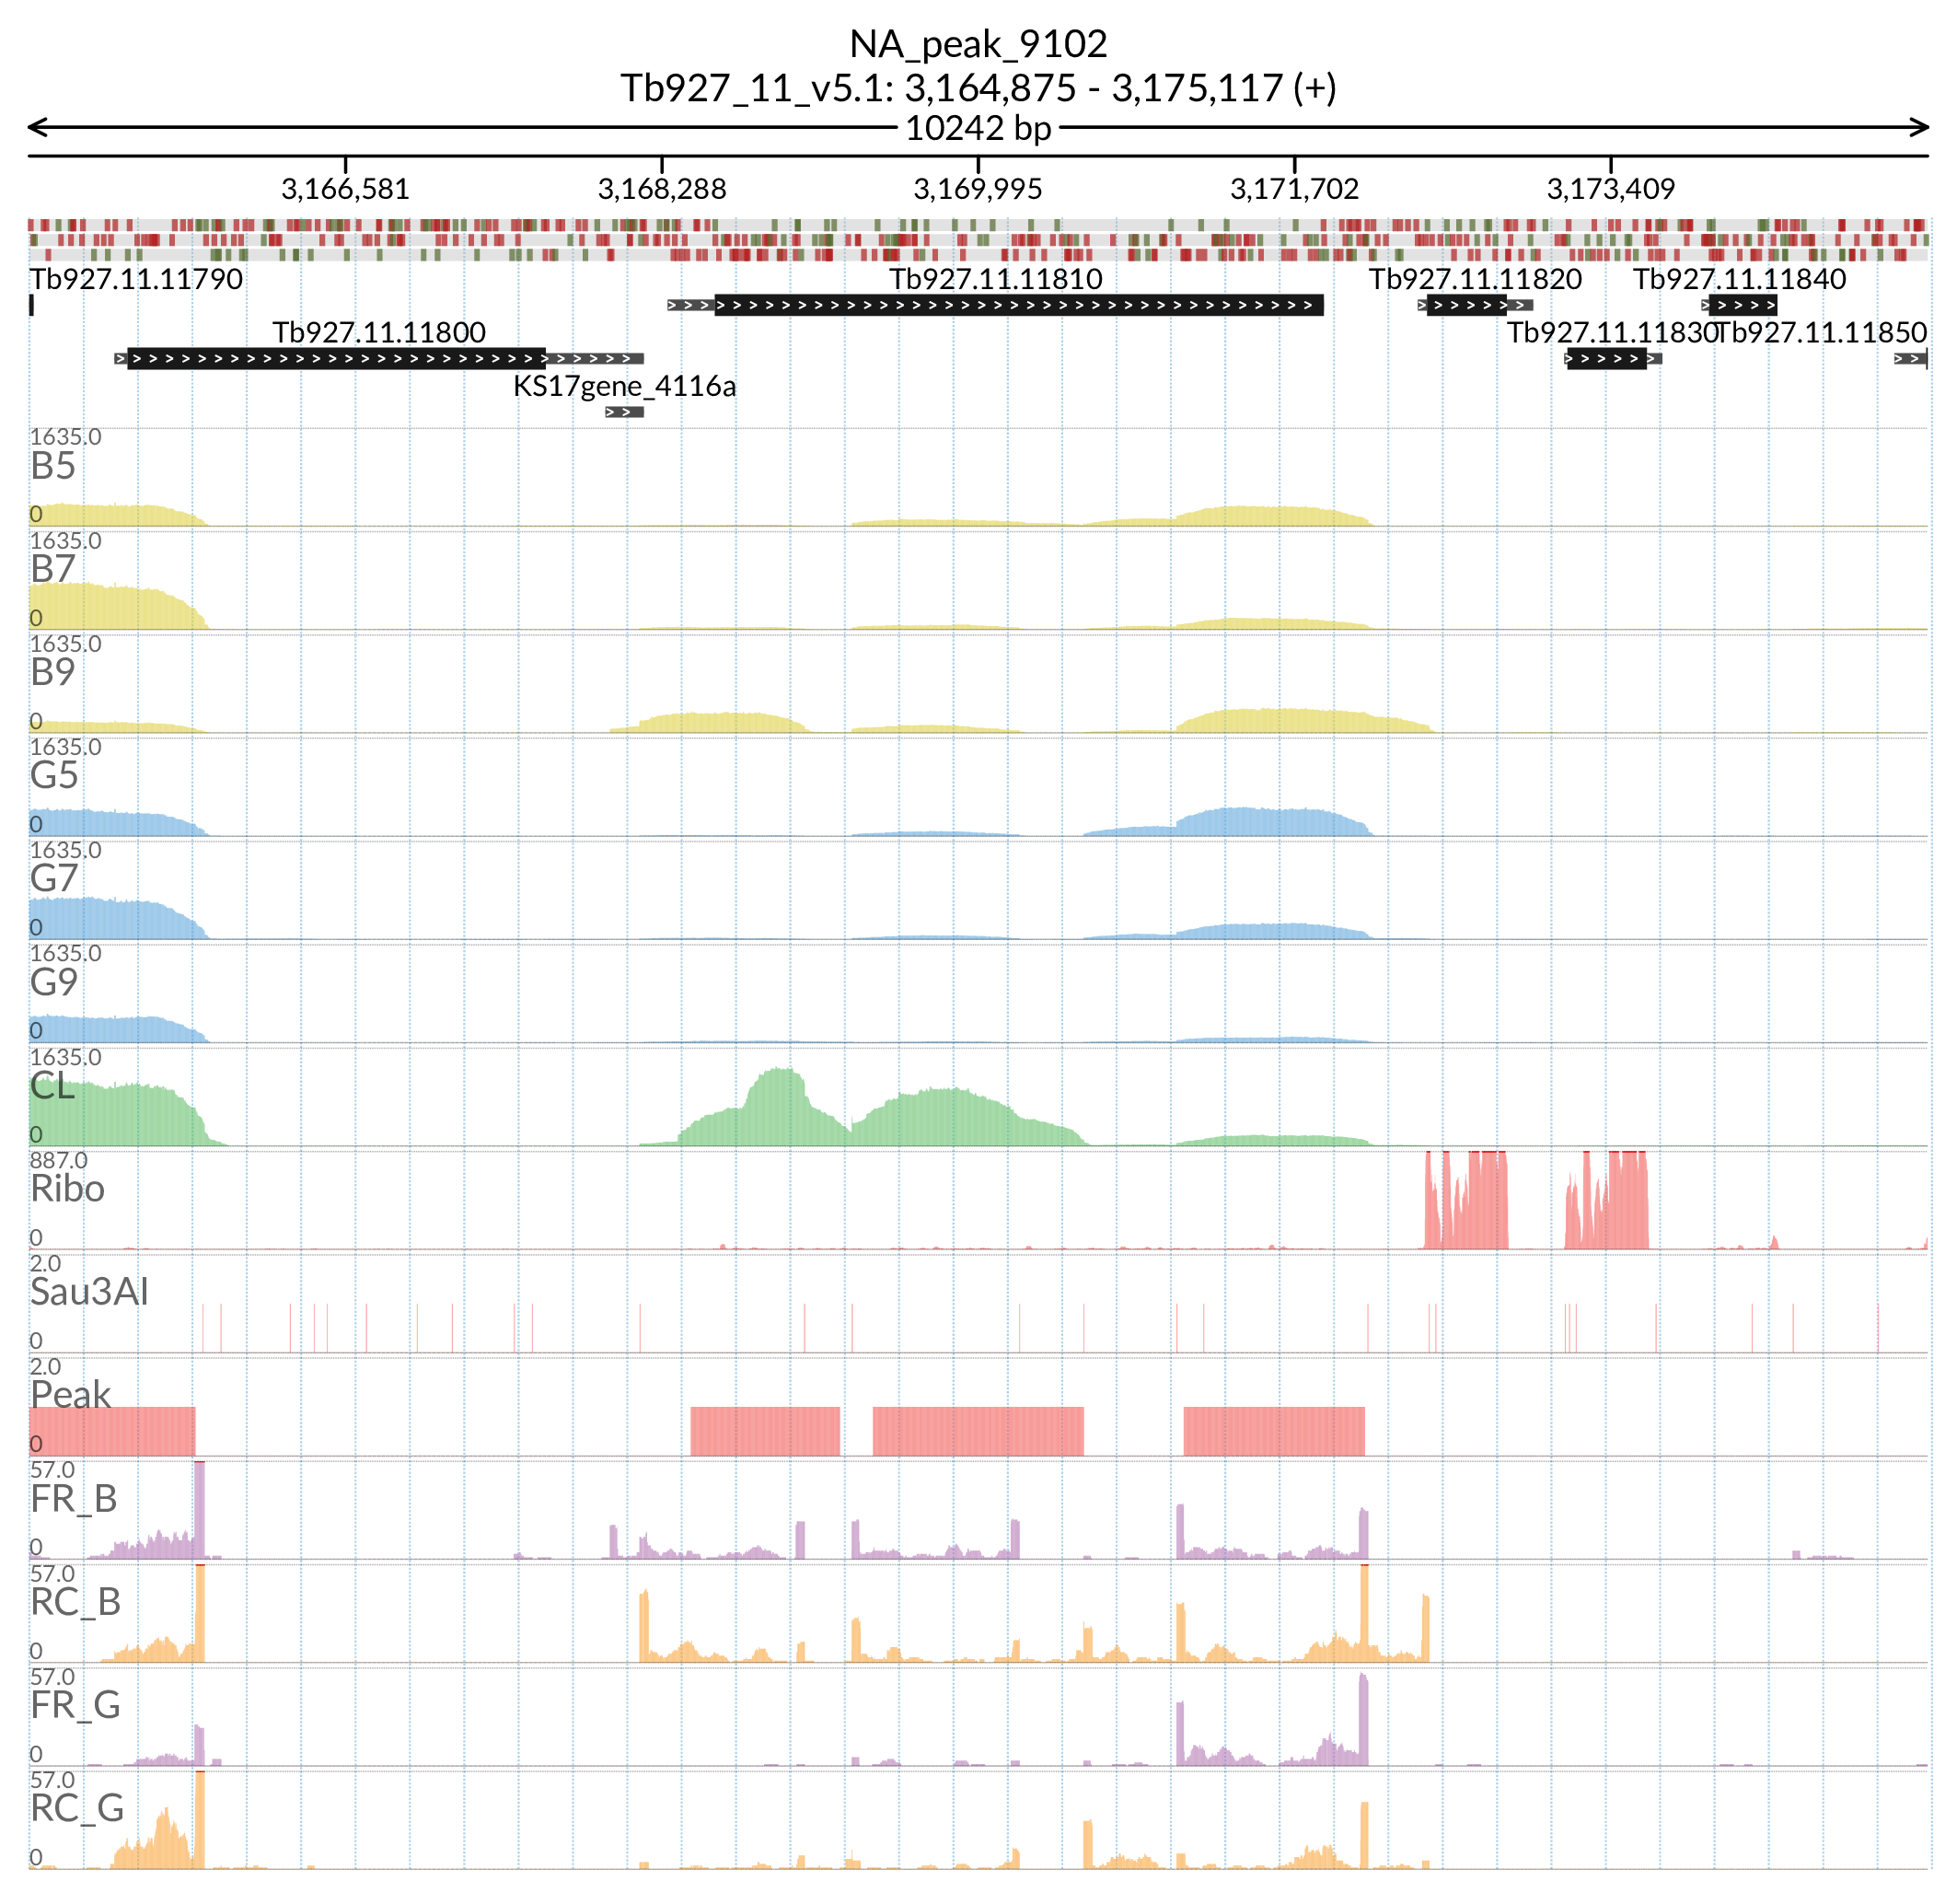 NA_peak_9102
Tb927_11_v5.1: 3,164,875 - 3,175,117 (+)
10242 bp
3,166,581 3,168,288 3,169,995 3,171,702 3,173,409
Tb927.11.11790 Tb927.11.11810 Tb927.11.11820 Tb927.11.11840
Tb927.11.11800 Tb927.11.11830 Tb927.11.11850
KS17gene_4116a
1635.0
B5
0
1635.0
B7
0
1635.0
B9
0
1635.0
G5
0
1635.0
G7
0
1635.0
G9
0
1635.0
CL
0
887.0
Ribo
0
2.0
Sau3AI
0
2.0
Peak
0
57.0
FR_B
0
57.0
RC_B
0
57.0
FR_G
0
57.0
RC_G
0